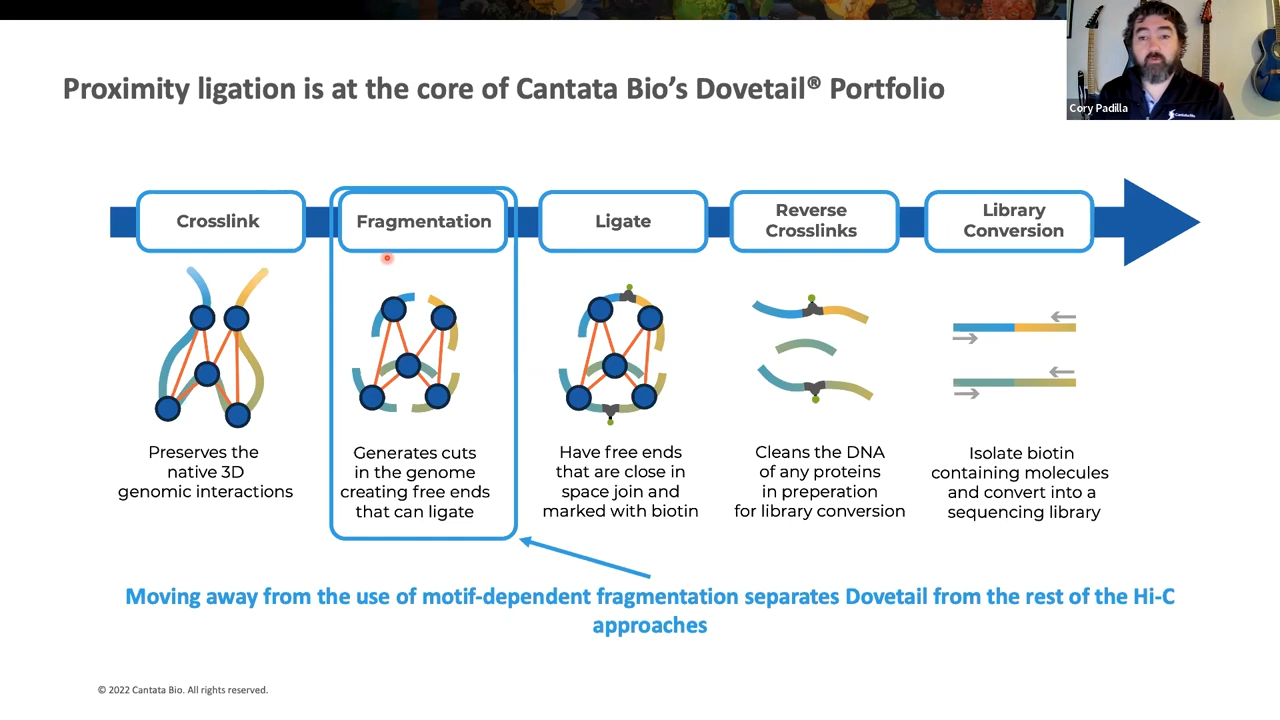 Proximity ligation is at the core of Cantata Bio’s Dovetail® Portfolio
Cory Padilla
CantataBio
Crosslink
Fragmentation
Ligate
Reverse
Crosslinks
Library
Conversion
Preserves the
native 3D
genomic interactions
Generates cuts
in the genome
creating free ends
that can ligate
Have free ends
that are close in
space join and
marked with biotin
Cleans the DNA
of any proteins
in preperation
for library conversion
Isolate biotin
containing molecules
and convert into a
sequencing library
Moving away from the use of motif-dependent fragmentation separates Dovetail from the rest of the Hi-C
approaches
© 2022 Cantata Bio. All rights reserved.